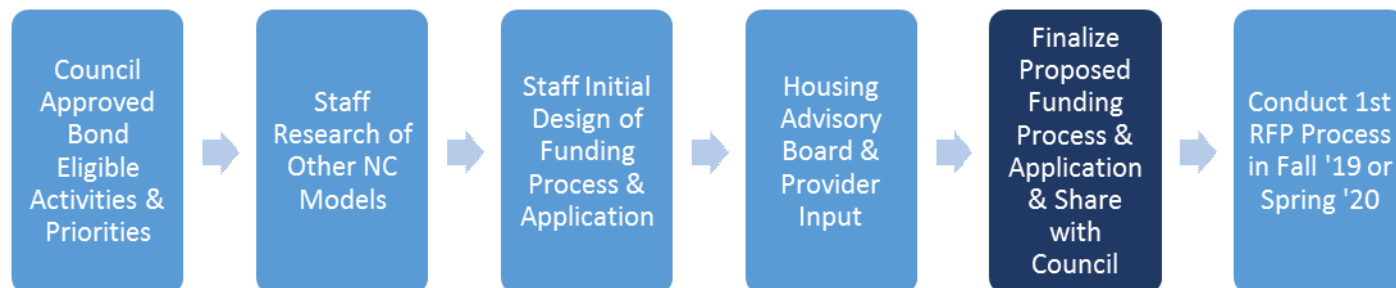 Council
Approved
Bond
Eligible
Activities &
Priorities
Staff
Research of
Other NC
Models
Staff Initial
Design of
Funding
Process &
Application
Housing
Advisory
Board &
Provider
Input
Finalize
Proposed
Funding
Process &
Application
& Share
with
Council
Conduct 1st
RFP Process
in Fall '19 or
Spring '20